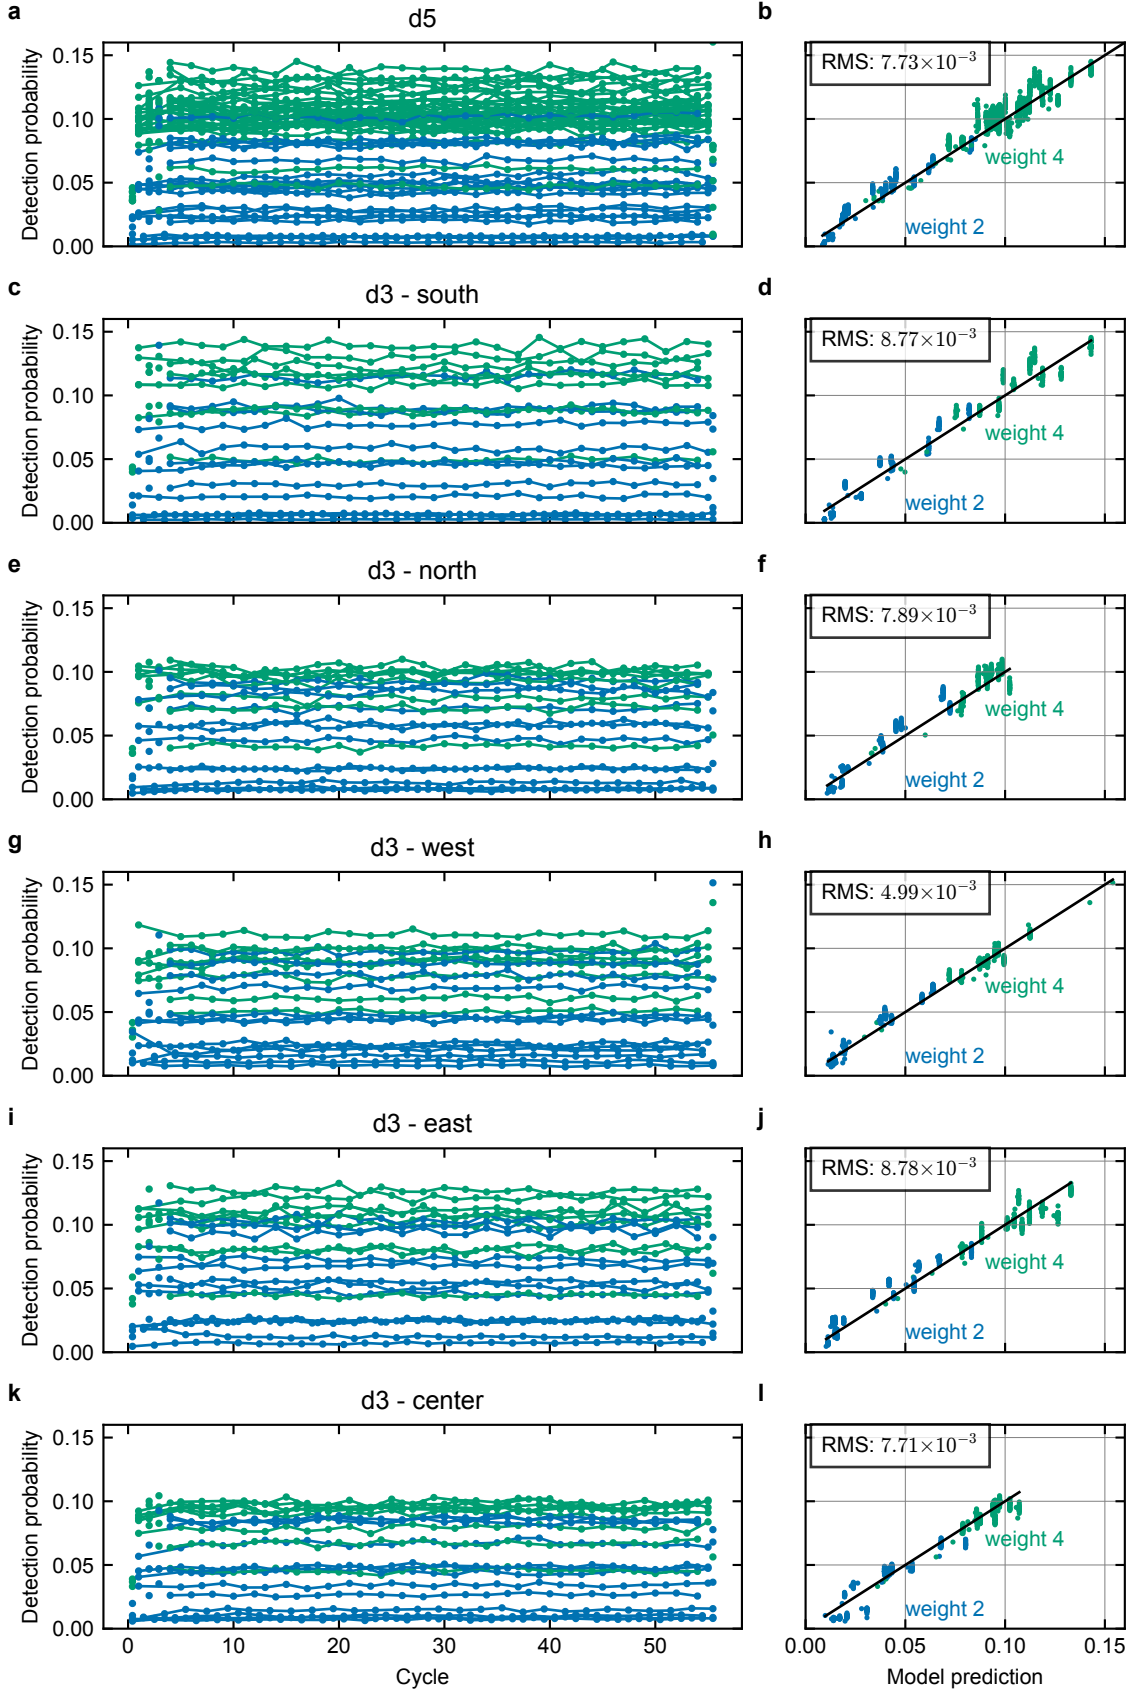 a
d5
b
Detection probability
0.15
0.10
0.05
0.00
RMS: 7.73×10⁻³
weight 4
weight 2
c
d3 - south
d
Detection probability
0.15
0.10
0.05
0.00
RMS: 8.77×10⁻³
weight 4
weight 2
e
d3 - north
f
Detection probability
0.15
0.10
0.05
0.00
RMS: 7.89×10⁻³
weight 4
weight 2
g
d3 - west
h
Detection probability
0.15
0.10
0.05
0.00
RMS: 4.99×10⁻³
weight 4
weight 2
i
d3 - east
j
Detection probability
0.15
0.10
0.05
0.00
RMS: 8.78×10⁻³
weight 4
weight 2
k
d3 - center
l
Detection probability
0.15
0.10
0.05
0.00
RMS: 7.71×10⁻³
weight 4
weight 2
0 10 20 30 40 50
Cycle
0.00 0.05 0.10 0.15
Model prediction